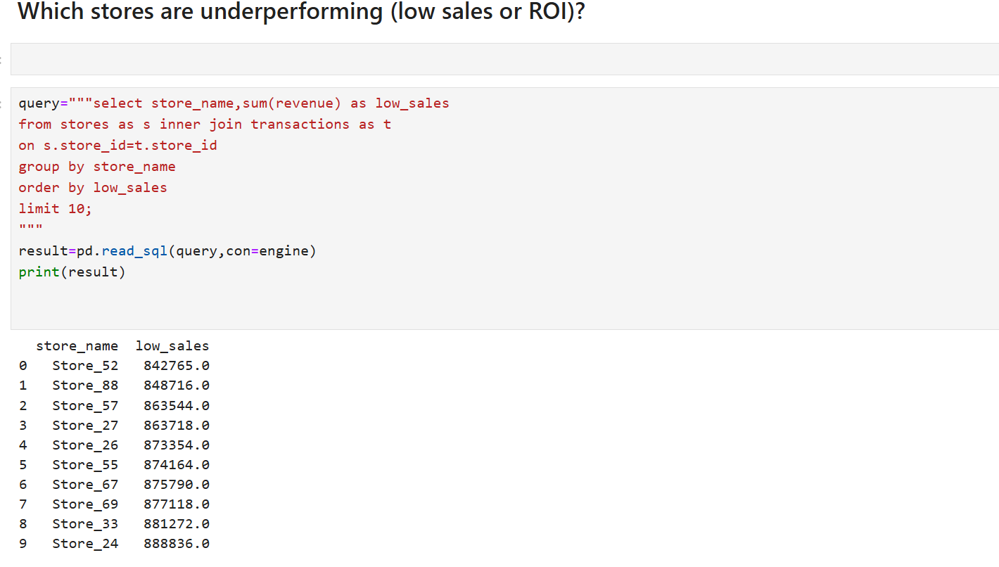 Which stores are underperforming (low sales or ROI)?
:
:
query="""select store_name,sum(revenue) as low_sales
from stores as s inner join transactions as t
on s.store_id=t.store_id
group by store_name
order by low_sales
limit 10;
"""
result=pd.read_sql(query,con=engine)
print(result)
store_name low_sales
0 Store_52 842765.0
1 Store_88 848716.0
2 Store_57 863544.0
3 Store_27 863718.0
4 Store_26 873354.0
5 Store_55 874164.0
6 Store_67 875790.0
7 Store_69 877118.0
8 Store_33 881272.0
9 Store_24 888836.0